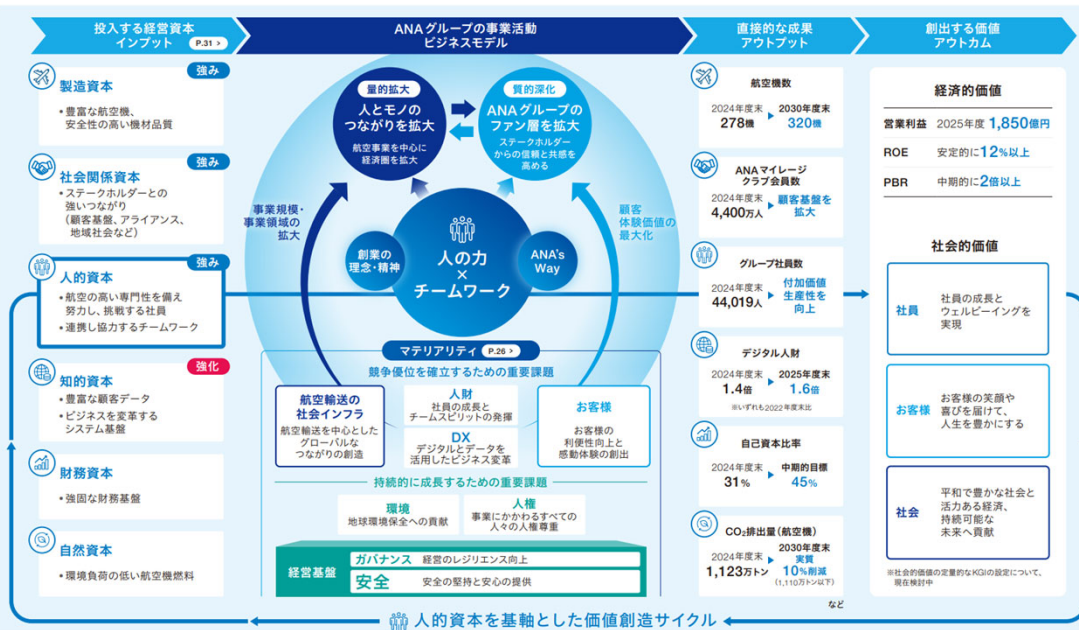 投入する経営資本
インプット P.31 >
ANAグループの事業活動
ビジネスモデル
直接的な成果
アウトプット
創出する価値
アウトカム
強み
製造資本
• 豊富な航空機、
安全性の高い機材品質
強み
社会関係資本
• ステークホルダーとの
強いつながり
(顧客基盤、アライアンス、
地域社会など)
強み
人的資本
• 航空の高い専門性を備え
努力し、挑戦する社員
• 連携し協力するチームワーク
強化
知的資本
• 豊富な顧客データ
• ビジネスを変革する
システム基盤
財務資本
• 強固な財務基盤
自然資本
• 環境負荷の低い航空機燃料
量的拡大
人とモノの
つながりを拡大
航空事業を中心に
経済圏を拡大
質的深化
ANAグループの
ファン層を拡大
ステークホルダー
からの信頼と共感を
高める
事業規模・
事業領域の
拡大
顧客
体験価値の
最大化
創業の
理念・精神
人の力
×
チームワーク
ANA's
Way
マテリアリティ P.26 >
競争優位を確立するための重要課題
航空輸送の
社会インフラ
航空輸送を中心とした
グローバルな
つながりの創造
人財
社員の成長と
チームスピリットの発揮
DX
デジタルとデータを
活用したビジネス変革
お客様
お客様の
利便性向上と
感動体験の創出
持続的に成長するための重要課題
環境
地球環境保全への貢献
人権
事業にかかわるすべての
人々の人権尊重
経営基盤
ガバナンス 経営のレジリエンス向上
安全 安全の堅持と安心の提供
航空機数
2024年度末 2030年度末
278機 320機
ANAマイレージ
クラブ会員数
2024年度末
4,400万人
顧客基盤を
拡大
グループ社員数
2024年度末
44,019人
付加価値
生産性を
向上
デジタル人財
2024年度末 2025年度末
1.4倍 1.6倍
※いずれも2022年度末比
自己資本比率
2024年度末 中期的目標
31% 45%
CO₂排出量(航空機)
2024年度末
1,123万トン
2030年度末
実質
10%削減
(1,110万トン以下)
など
経済的価値
営業利益 2025年度 1,850億円
ROE 安定的に12%以上
PBR 中期的に2倍以上
社会的価値
社員
社員の成長と
ウェルビーイングを
実現
お客様
お客様の笑顔や
喜びを届けて、
人生を豊かにする
社会
平和で豊かな社会と
活力ある経済、
持続可能な
未来へ貢献
※社会的価値の定量的なKGIの設定について、
現在検討中
人的資本を基軸とした価値創造サイクル